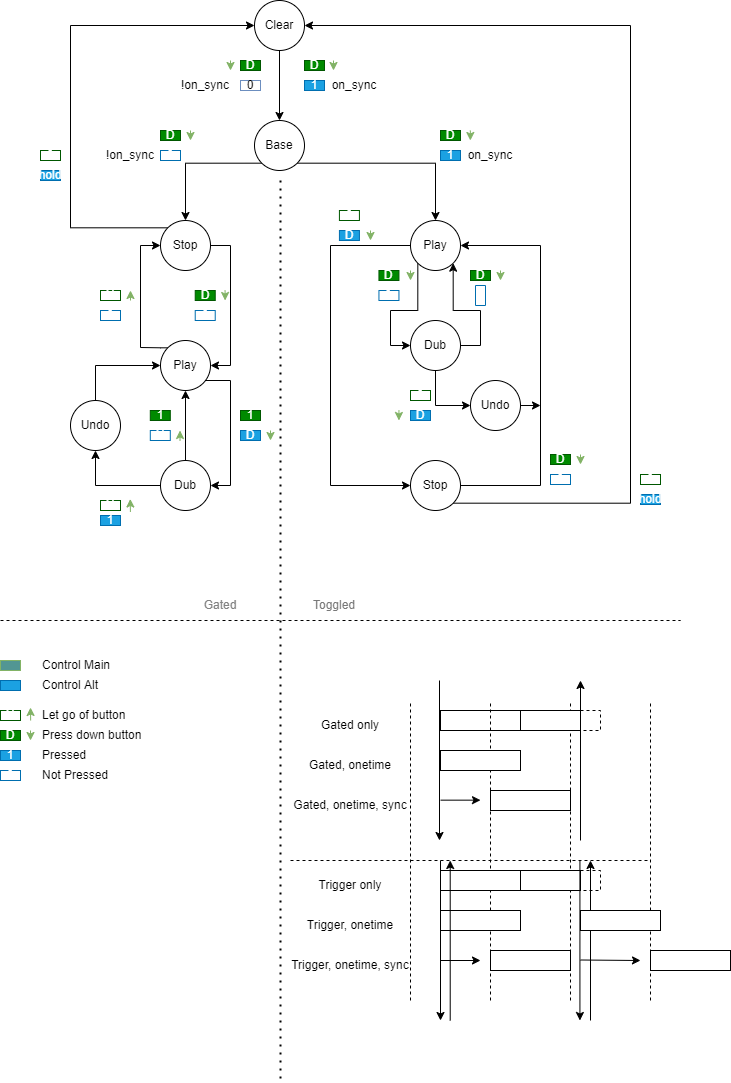 Clear
D
D
!on_sync
0
1
on_sync
D
D
!on_sync
Base
1
on_sync
hold
D
Stop
Play
D
D
D
Dub
Play
D
Undo
Undo
1
1
D
D
Dub
Stop
D
1
hold
Gated
Toggled
Control Main
Control Alt
Let go of button
D
Press down button
1
Pressed
Not Pressed
Gated only
Gated, onetime
Gated, onetime, sync
Trigger only
Trigger, onetime
Trigger, onetime, sync